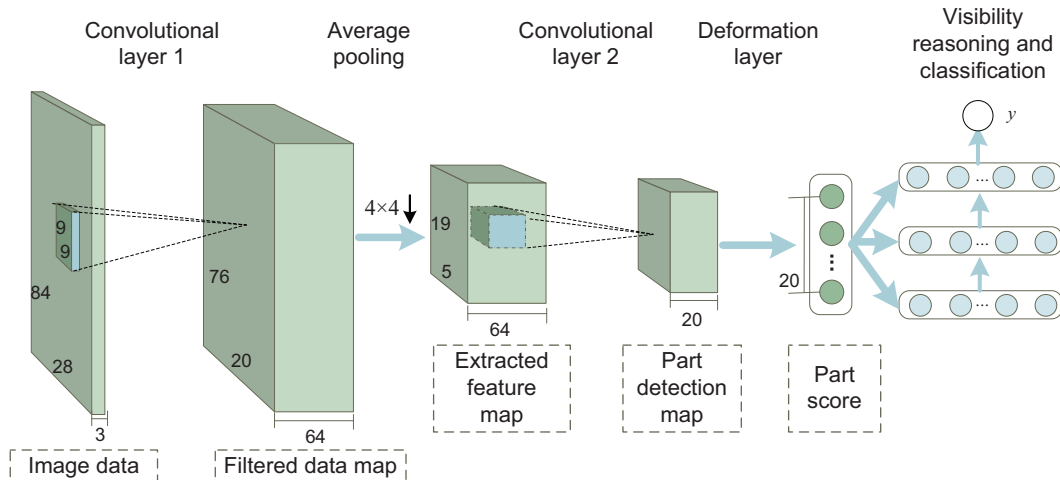 Convolutional
layer 1
Average
pooling
Convolutional
layer 2
Deformation
layer
Visibility
reasoning and
classification
y
9
9
84
28
3
76
20
64
4×4
19
5
64
20
20
...
...
...
...
Image data
Filtered data map
Extracted
feature
map
Part
detection
map
Part
score